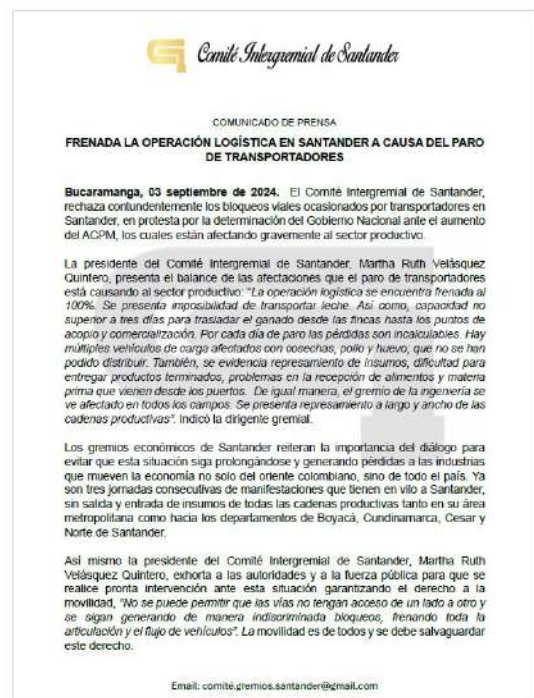 Comité Intergremial de Santander
COMUNICADO DE PRENSA
FRENADA LA OPERACIÓN LOGÍSTICA EN SANTANDER A CAUSA DEL PARO
DE TRANSPORTADORES
Bucaramanga, 03 septiembre de 2024. El Comité Intergremial de Santander,
rechaza contundentemente los bloqueos viales ocasionados por transportadores en
Santander, en protesta por la determinación del Gobierno Nacional ante el aumento
del ACPM, los cuales están afectando gravemente al sector productivo.
La presidente del Comité Intergremial de Santander, Martha Ruth Velásquez
Quintero, presenta el balance de las afectaciones que el paro de transportadores
está causando al sector productivo: "La operación logística se encuentra frenada al
100%. Se presenta imposibilidad de transportar leche. Así como, capacidad no
superior a tres días para trasladar el ganado desde las fincas hasta los puntos de
acopio y comercialización. Por cada día de paro las pérdidas son incalculables. Hay
múltiples vehículos de carga afectados con cosechas, pollo y huevo, que no se han
podido distribuir. También, se evidencia represamiento de insumos, dificultad para
entregar productos terminados, problemas en la recepción de alimentos y materia
prima que vienen desde los puertos. De igual manera, el gremio de la ingeniería se
ve afectado en todos los campos. Se presenta represamiento a largo y ancho de las
cadenas productivas". Indicó la dirigente gremial.
Los gremios económicos de Santander reiteran la importancia del diálogo para
evitar que esta situación siga prolongándose y generando pérdidas a las industrias
que mueven la economía no solo del oriente colombiano, sino de todo el país. Ya
son tres jornadas consecutivas de manifestaciones que tienen en vilo a Santander,
sin salida y entrada de insumos de todas las cadenas productivas tanto en su área
metropolitana como hacia los departamentos de Boyacá, Cundinamarca, Cesar y
Norte de Santander.
Así mismo la presidente del Comité Intergremial de Santander, Martha Ruth
Velásquez Quintero, exhorta a las autoridades y a la fuerza pública para que se
realice pronta intervención ante esta situación garantizando el derecho a la
movilidad, "No se puede permitir que las vías no tengan acceso de un lado a otro y
se sigan generando de manera indiscriminada bloqueos, frenando toda la
articulación y el flujo de vehículos". La movilidad es de todos y se debe salvaguardar
este derecho.
Email: comité.gremios.santander@gmail.com